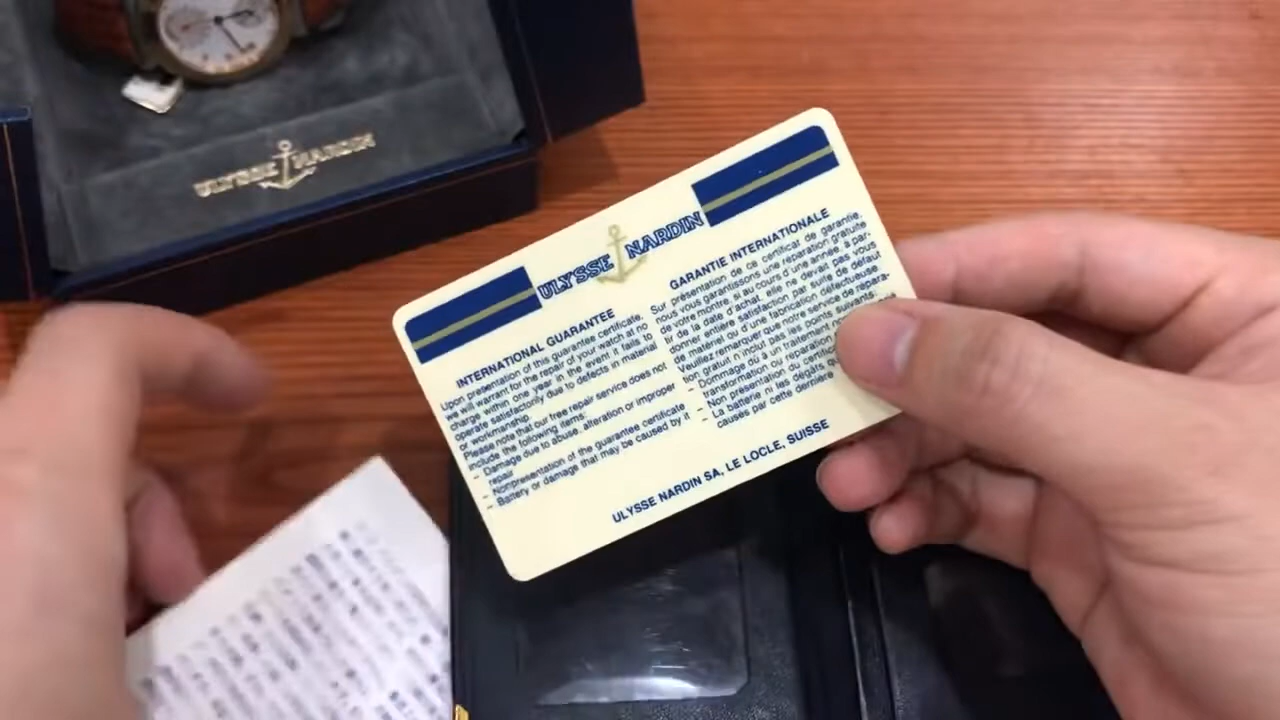 ULYSSE NARDIN
ULYSSE NARDIN
INTERNATIONAL GUARANTEE
Upon presentation of this guarantee certificate,
we will warrant for the repair of your watch at no
charge within one year in the event it fails to
operate satisfactorily due to defects in material
or workmanship.
Please note that our free repair service does not
include the following items:
- Damage due to abuse, alteration or improper
repair
- Nonpresentation of the guarantee certificate
- Battery or damage that may be caused by it
GARANTIE INTERNATIONALE
Sur présentation de ce certificat de garantie,
nous vous garantissons une réparation gratuite
de votre montre, si au cours d'une année, à par-
tir de la date d'achat, elle ne devait pas vous
donner entière satisfaction par suite de défaut
de matériel ou d'une fabrication défectueuse.
Veuillez remarquer que notre service de répara-
tion gratuit n'inclut pas les points suivants:
- Dommage dû à un traitement
transformation ou réparation
- Non présentation du certificat
- La batterie ni les dégâts
causés par cette dernière
ULYSSE NARDIN SA, LE LOCLE, SUISSE